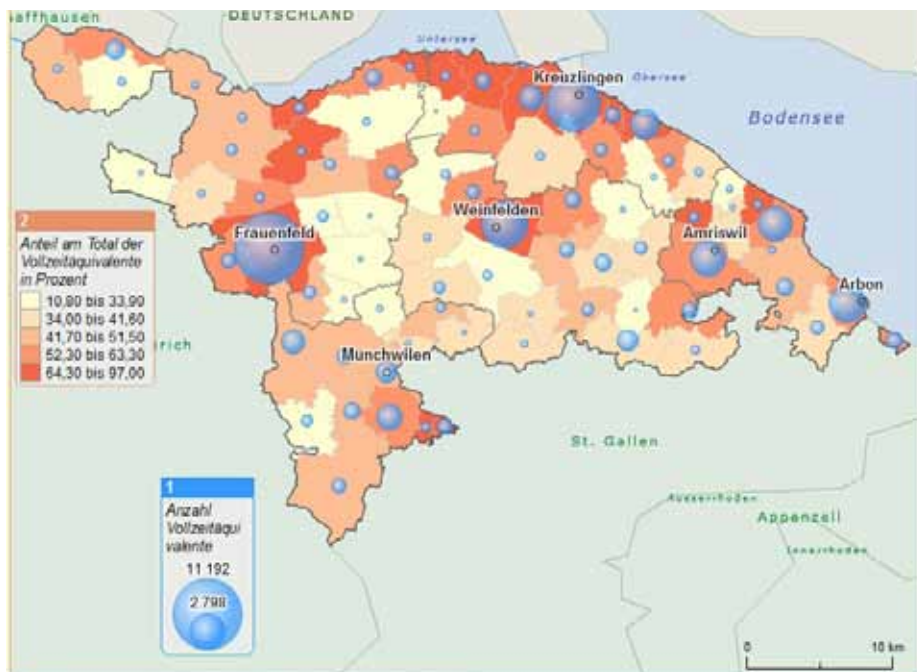 affhausen
DEUTSCHLAND
Untersee
Kreuzlingen
Obersee
Bodensee
Weinfelden
Frauenfeld
Amriswil
Arbon
Münchwilen
rich
St. Gallen
Ausserrhoden
Appenzell
Innerrhoden
2
Anteil am Total der
Vollzeitäquivalente
in Prozent
10,80 bis 33,90
34,00 bis 41,60
41,70 bis 51,50
52,30 bis 63,30
64,30 bis 97,00
1
Anzahl
Vollzeitäqui
valente
11 192
2.798
0 10 km